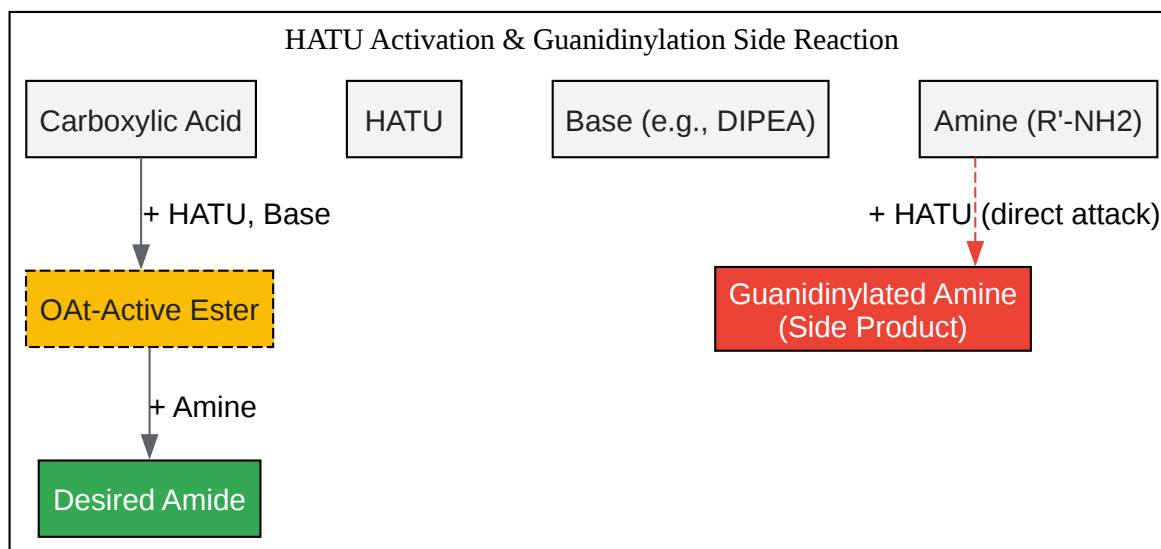 HATU Activation & Guanidinylation Side Reaction
Carboxylic Acid
HATU
Base (e.g., DIPEA)
Amine (R'-NH2)
+ HATU, Base
+ HATU (direct attack)
OAt-Active Ester
Guanidinylated Amine
(Side Product)
+ Amine
Desired Amide